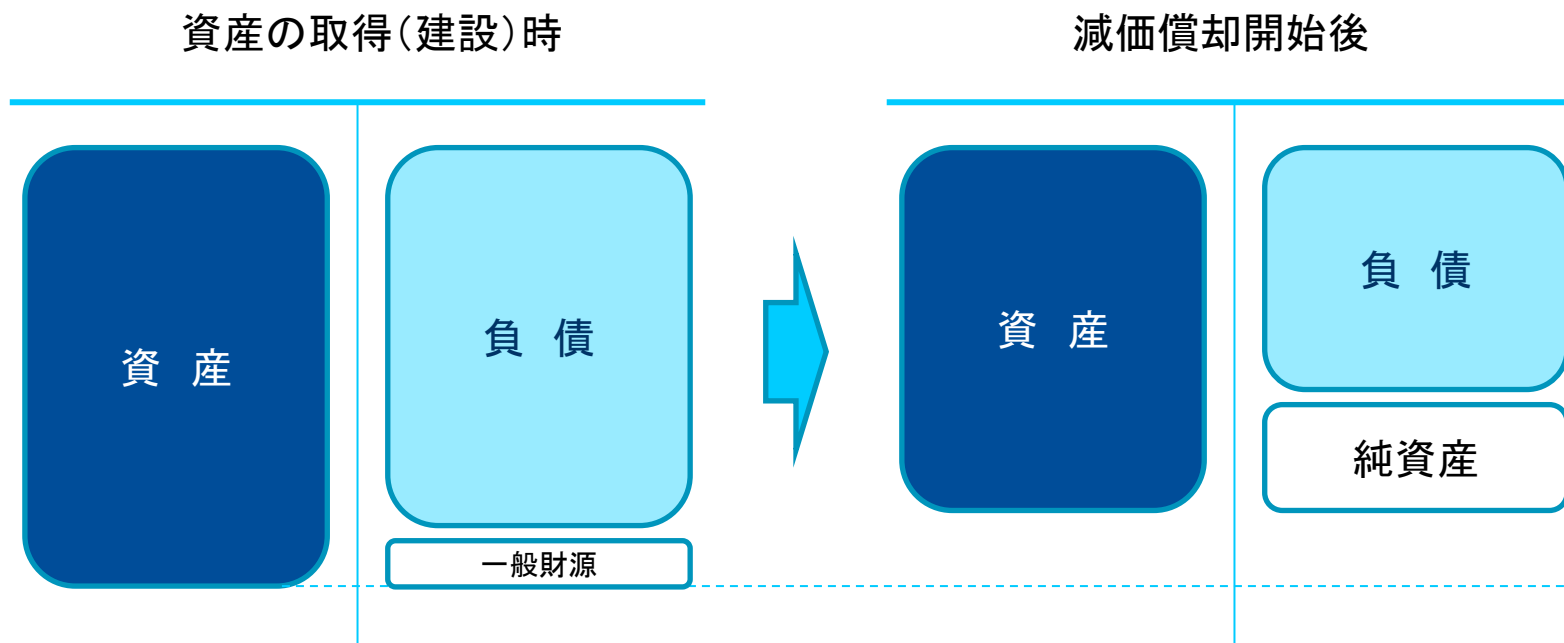 資産の取得(建設)時
減価償却開始後
資 産
負 債
一般財源
資 産
負 債
純資産